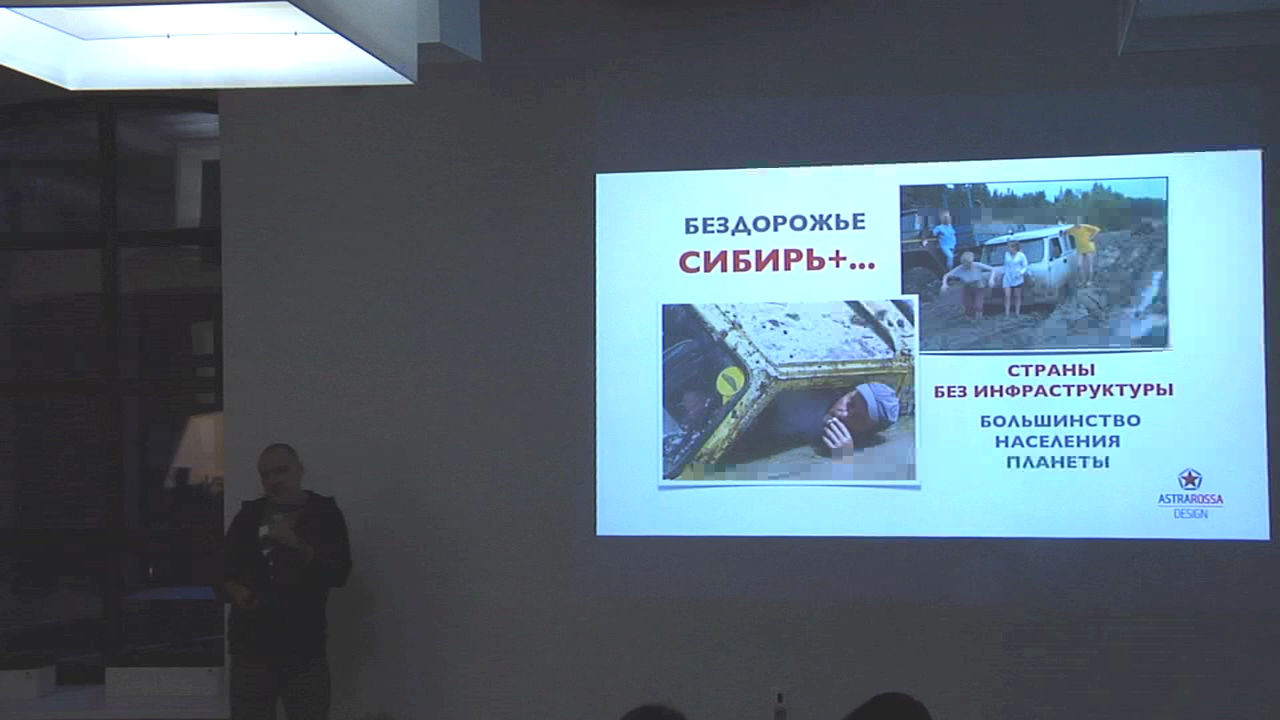 БЕЗДОРОЖЬЕ
СИБИРЬ+...
СТРАНЫ
БЕЗ ИНФРАСТРУКТУРЫ
БОЛЬШИНСТВО
НАСЕЛЕНИЯ
ПЛАНЕТЫ
ASTRAROSSA
DESIGN